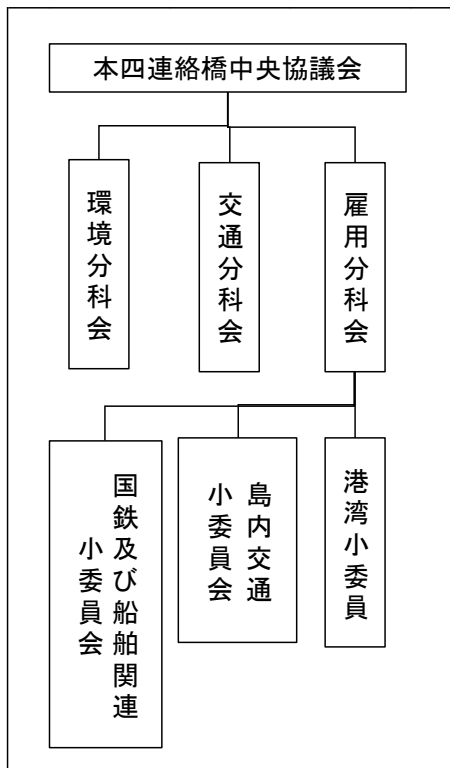 本四連絡橋中央協議会
環境分科会
交通分科会
雇用分科会
国鉄及び船舶関連
小委員会
島内交通
小委員会
港湾小委員